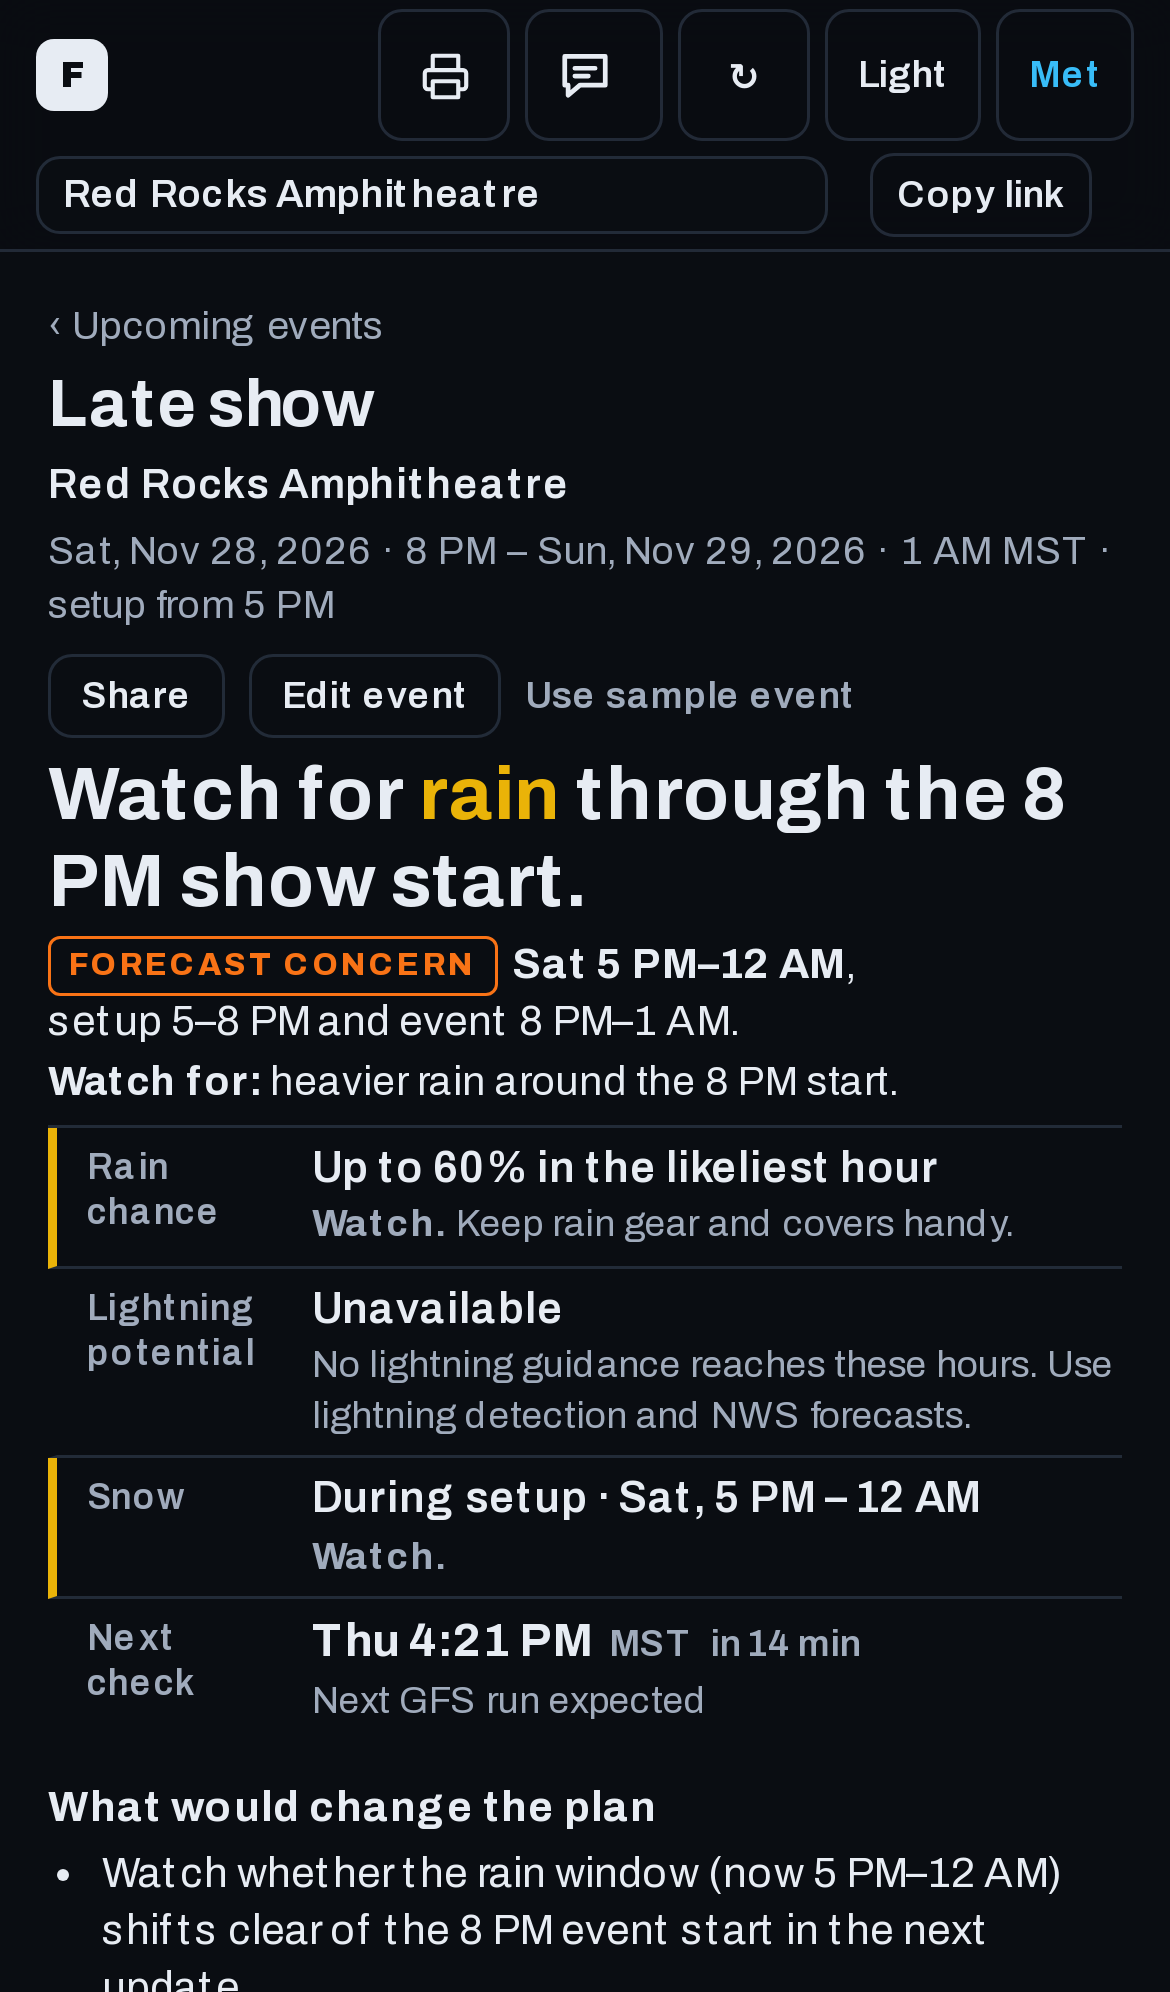 F
↻
Light
Met
Red Rocks Amphitheatre
Copy link
‹ Upcoming events
Late show
Red Rocks Amphitheatre
Sat, Nov 28, 2026 · 8 PM – Sun, Nov 29, 2026 · 1 AM MST ·
setup from 5 PM
Share
Edit event
Use sample event
Watch for rain through the 8
PM show start.
FORECAST CONCERN Sat 5 PM–12 AM,
setup 5–8 PM and event 8 PM–1 AM.
Watch for: heavier rain around the 8 PM start.
Rain
chance
Up to 60% in the likeliest hour
Watch. Keep rain gear and covers handy.
Lightning
potential
Unavailable
No lightning guidance reaches these hours. Use
lightning detection and NWS forecasts.
Snow
During setup · Sat, 5 PM – 12 AM
Watch.
Next
check
Thu 4:21 PM MST in 14 min
Next GFS run expected
What would change the plan
• Watch whether the rain window (now 5 PM–12 AM)
shifts clear of the 8 PM event start in the next
update